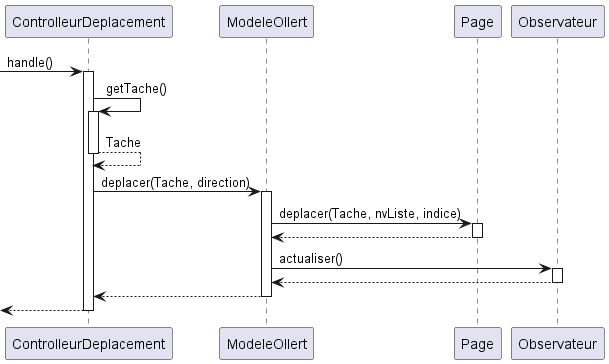 ControlleurDeplacement ModeleOllert Page Observateur
handle()
getTache()
Tache
deplacer(Tache, direction)
deplacer(Tache, nvListe, indice)
actualiser()
ControlleurDeplacement ModeleOllert Page Observateur